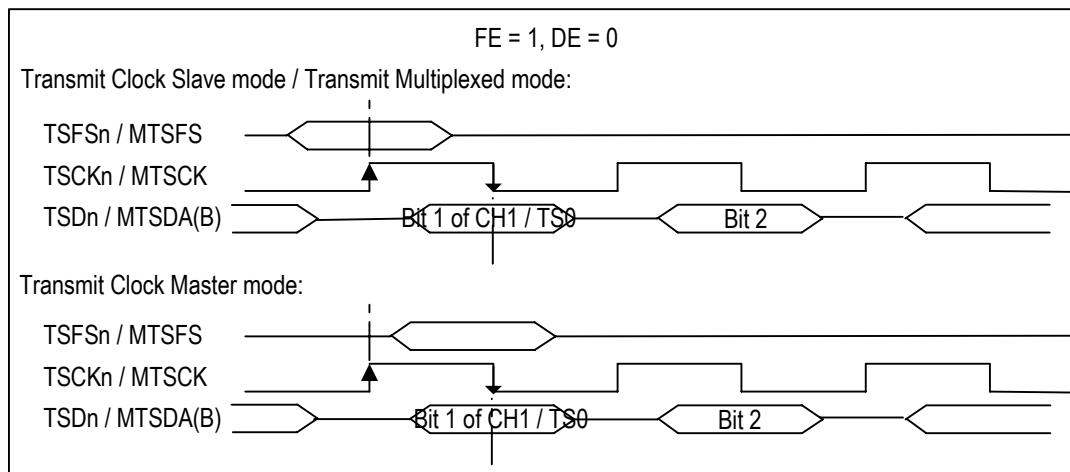 FE = 1, DE = 0
Transmit Clock Slave mode / Transmit Multiplexed mode:
TSFSn / MTSFS
TSCKn / MTSCK
TSDn / MTSDA(B)
Bit 1 of CH1 / TS0
Bit 2
Transmit Clock Master mode:
TSFSn / MTSFS
TSCKn / MTSCK
TSDn / MTSDA(B)
Bit 1 of CH1 / TS0
Bit 2